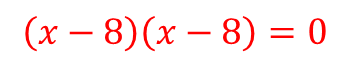 (x − 8)(x − 8) = 0